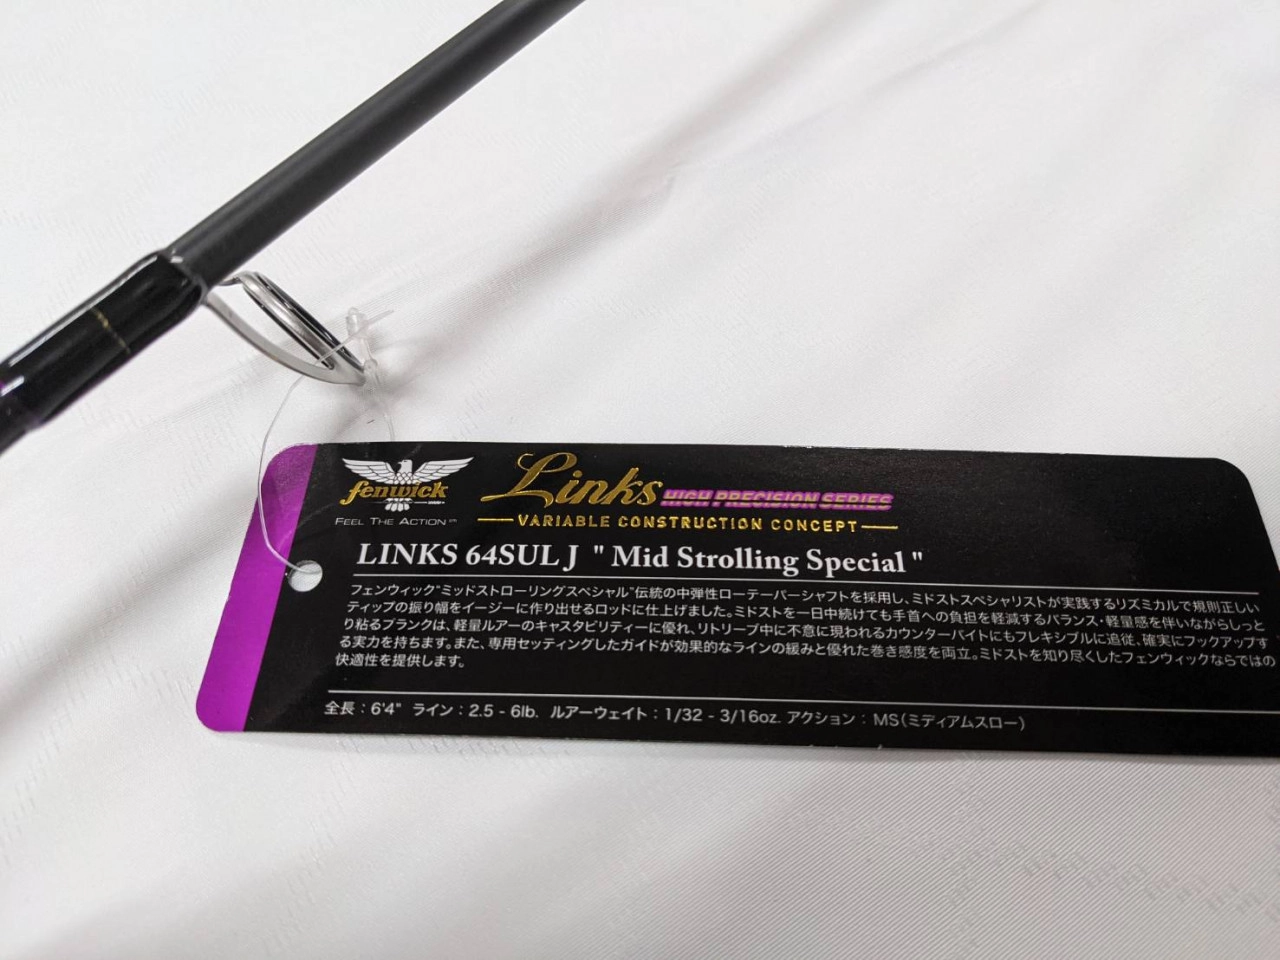 fenwick
FEEL THE ACTION
Links HIGH PRECISION SERIES
VARIABLE CONSTRUCTION CONCEPT
LINKS 64SUL J " Mid Strolling Special "
フェンウィック"ミッドストローリングスペシャル"伝統の中弾性ローテーパーシャフトを採用し、ミドストスペシャリストが実践するリズミカルで規則正しい
ティップの振り幅をイージーに作り出せるロッドに仕上げました。ミドストを一日中続けても手首への負担を軽減するバランス・軽量感を伴いながらしっと
り粘るブランクは、軽量ルアーのキャスタビリティーに優れ、リトリーブ中に不意に現われるカウンターバイトにもフレキシブルに追従、確実にフックアップす
る実力を持ちます。また、専用セッティングしたガイドが効果的なラインの緩みと優れた巻き感度を両立。ミドストを知り尽くしたフェンウィックならではの
快適性を提供します。
全長：6'4" ライン：2.5 - 6lb. ルアーウェイト：1/32 - 3/16oz. アクション：MS(ミディアムスロー)